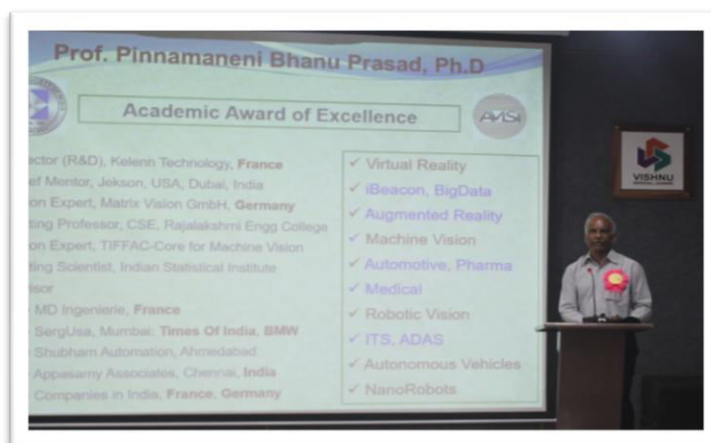 Prof. Pinnamaneni Bhanu Prasad, Ph.D
Academic Award of Excellence
ector (R&D), Kelenn Technology, France
ef Mentor, Jekson, USA, Dubai, India
on Expert, Matrix Vision GmbH, Germany
ting Professor, CSE, Rajalakshmi Engg College
on Expert, TIFFAC-Core for Machine Vision
ting Scientist, Indian Statistical Institute
isor
MD Ingenierie, France
SergUsa, Mumbai: Times Of India, BMW
Shubham Automation, Ahmedabad
Appasamy Associates, Chennai, India
Companies in India, France, Germany
✓ Virtual Reality
✓ iBeacon, BigData
✓ Augmented Reality
✓ Machine Vision
✓ Automotive, Pharma
✓ Medical
✓ Robotic Vision
✓ ITS, ADAS
✓ Autonomous Vehicles
✓ NanoRobots
VISHNU